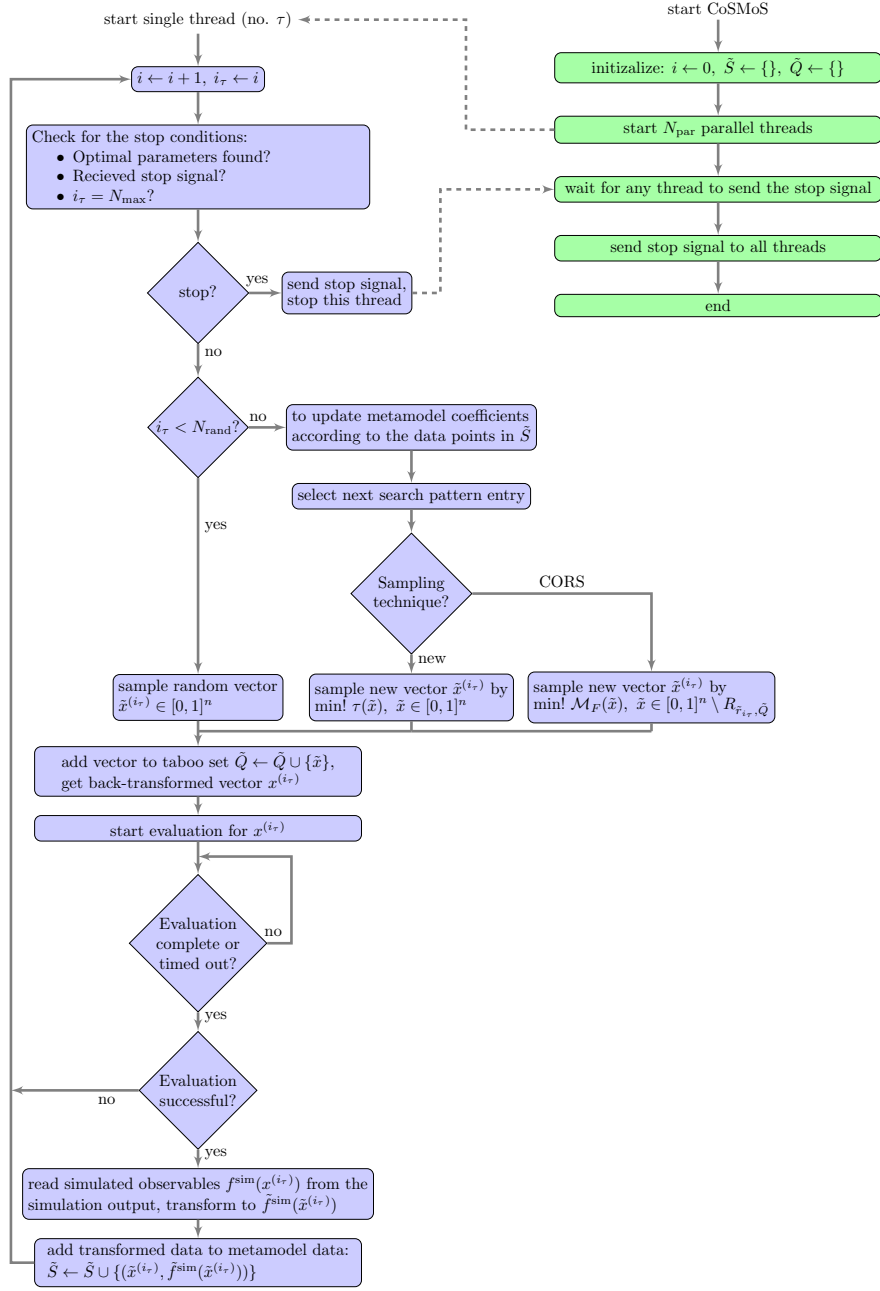 start single thread (no. τ)
i ← i + 1, i_τ ← i
Check for the stop conditions:
• Optimal parameters found?
• Recieved stop signal?
• i_τ = N_max?
stop?
yes
send stop signal,
stop this thread
no
i_τ < N_rand?
no
to update metamodel coefficients
according to the data points in S̃
select next search pattern entry
yes
Sampling
technique?
CORS
new
sample random vector
x̃^(i_τ) ∈ [0, 1]^n
sample new vector x̃^(i_τ) by
min! τ(x̃), x̃ ∈ [0, 1]^n
sample new vector x̃^(i_τ) by
min! ℳ_F(x̃), x̃ ∈ [0, 1]^n \ R_{r̃_{i_τ}, Q̃}
add vector to taboo set Q̃ ← Q̃ ∪ {x̃},
get back-transformed vector x^(i_τ)
start evaluation for x^(i_τ)
Evaluation
complete or
timed out?
no
yes
Evaluation
successful?
no
yes
read simulated observables f^sim(x^(i_τ)) from the
simulation output, transform to f̃^sim(x̃^(i_τ))
add transformed data to metamodel data:
S̃ ← S̃ ∪ {(x̃^(i_τ), f̃^sim(x̃^(i_τ)))}
start CoSMoS
initizalize: i ← 0, S̃ ← {}, Q̃ ← {}
start N_par parallel threads
wait for any thread to send the stop signal
send stop signal to all threads
end